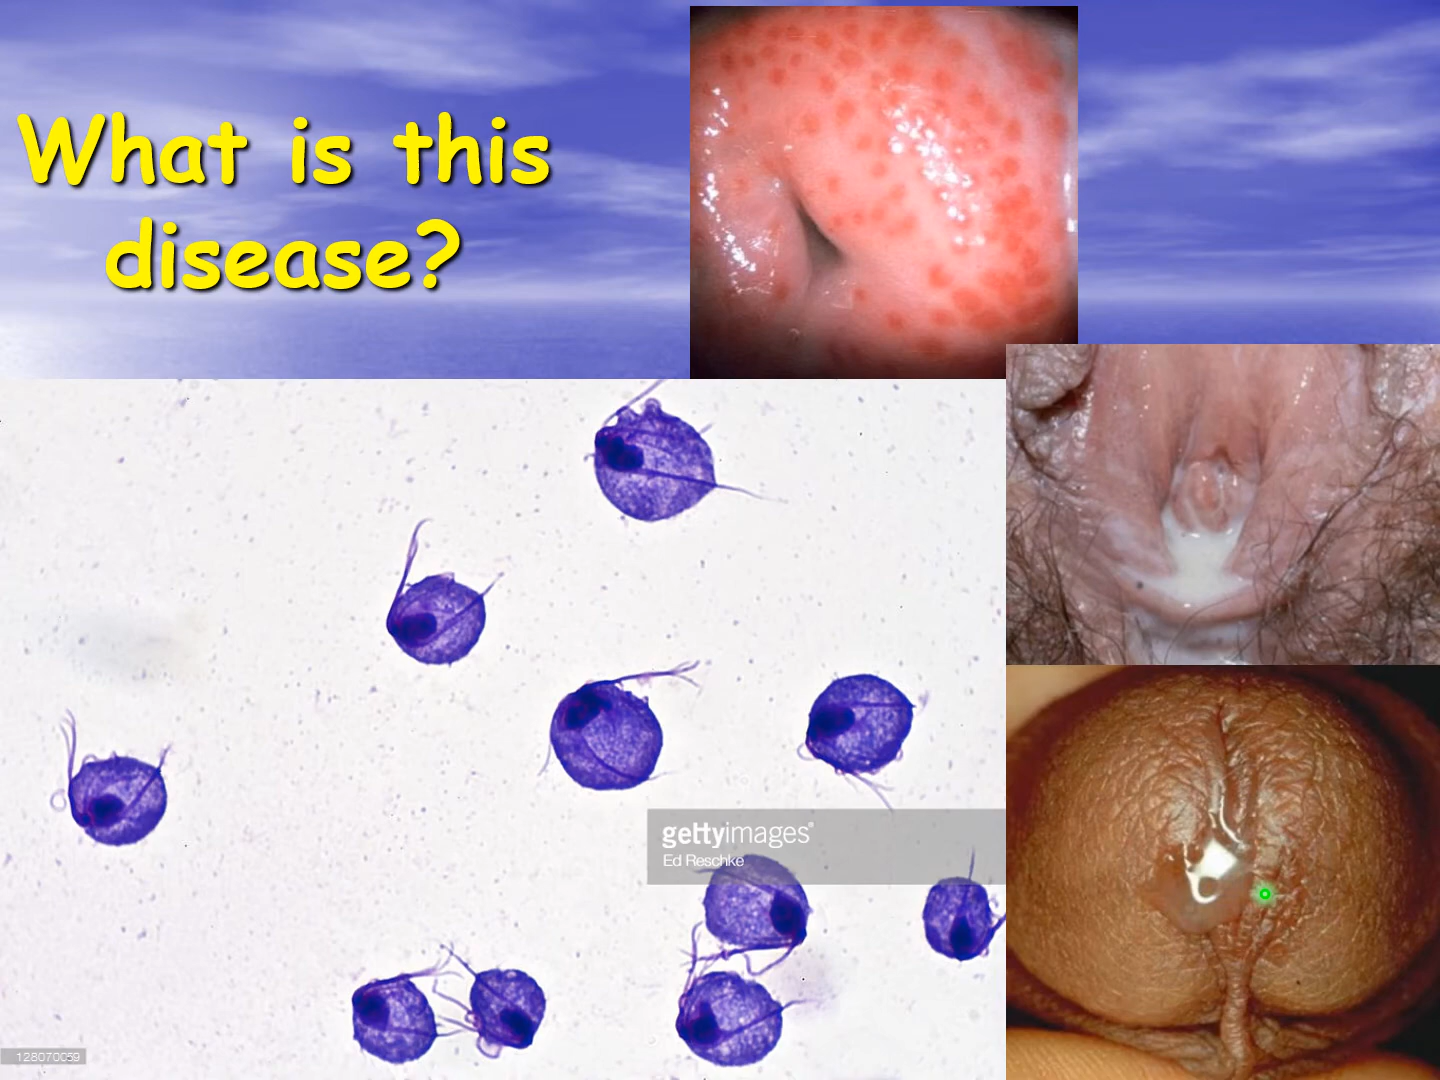 What is this
disease?
gettyimages®
Ed Reschke
128070059